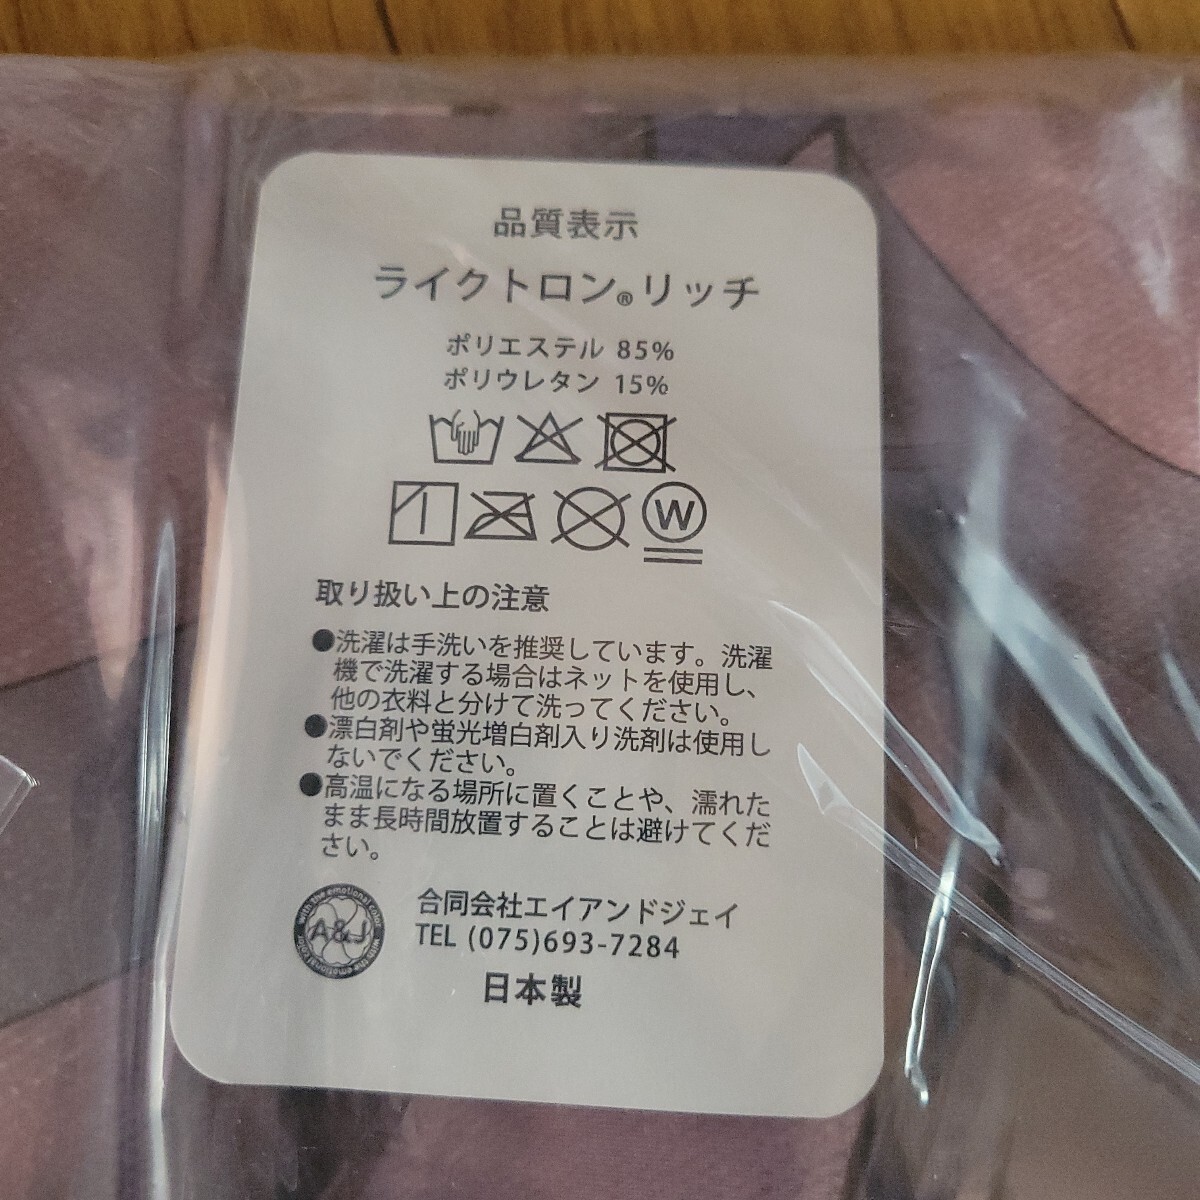 品質表示
ライクトロン®リッチ
ポリエステル 85%
ポリウレタン 15%
W
取り扱い上の注意
●洗濯は手洗いを推奨しています。洗濯
機で洗濯する場合はネットを使用し、
他の衣料と分けて洗ってください。
●漂白剤や蛍光増白剤入り洗剤は使用し
ないでください。
●高温になる場所に置くことや、濡れた
まま長時間放置することは避けてくだ
さい。
with the emotional color
A&J
with the emotional color
合同会社エイアンドジェイ
TEL (075)693-7284
日本製